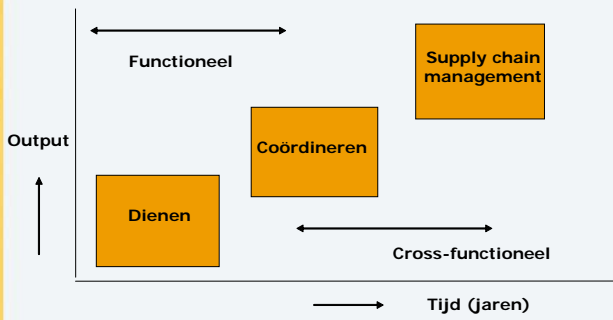 Supply chain
management
Functioneel
Output
Coördineren
Dienen
Cross-functioneel
Tijd (jaren)